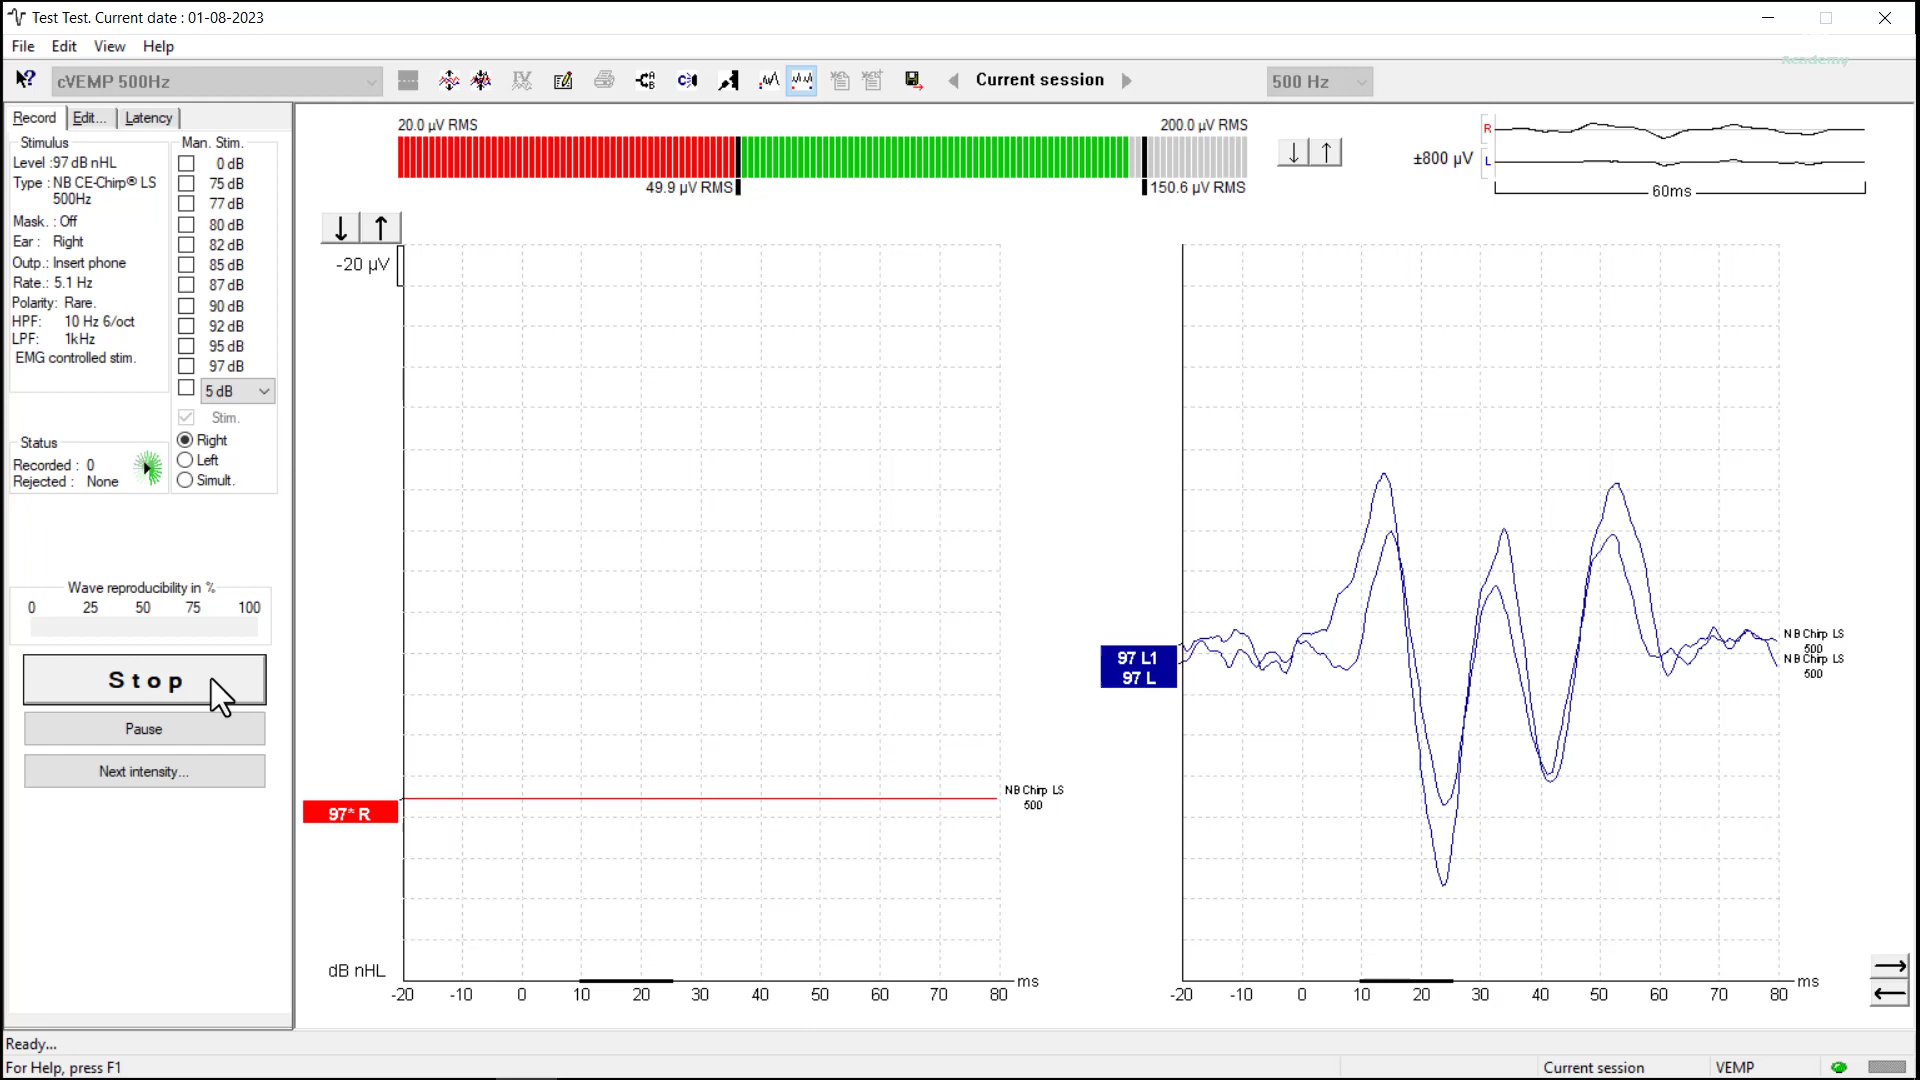 Test Test. Current date : 01-08-2023
File Edit View Help
Academy
cVEMP 500Hz
Current session
500 Hz
Record Edit... Latency
Stimulus
Level :97 dB nHL
Type : NB CE-Chirp® LS
500Hz
Mask. : Off
Ear : Right
Outp.: Insert phone
Rate.: 5.1 Hz
Polarity: Rare.
HPF: 10 Hz 6/oct
LPF: 1kHz
EMG controlled stim.
Man. Stim.
0 dB
75 dB
77 dB
80 dB
82 dB
85 dB
87 dB
90 dB
92 dB
95 dB
97 dB
5 dB
Stim.
Right
Left
Simult.
Status
Recorded : 0
Rejected : None
Wave reproducibility in %
0 25 50 75 100
Stop
Pause
Next intensity...
20.0 µV RMS 200.0 µV RMS
49.9 µV RMS 150.6 µV RMS
±800 µV
R
L
60ms
-20 µV
97* R
NB Chirp LS
500
dB nHL
-20 -10 0 10 20 30 40 50 60 70 80 ms
97 L1
97 L
NB Chirp LS
500
NB Chirp LS
500
-20 -10 0 10 20 30 40 50 60 70 80 ms
Ready...
For Help, press F1
Current session
VEMP